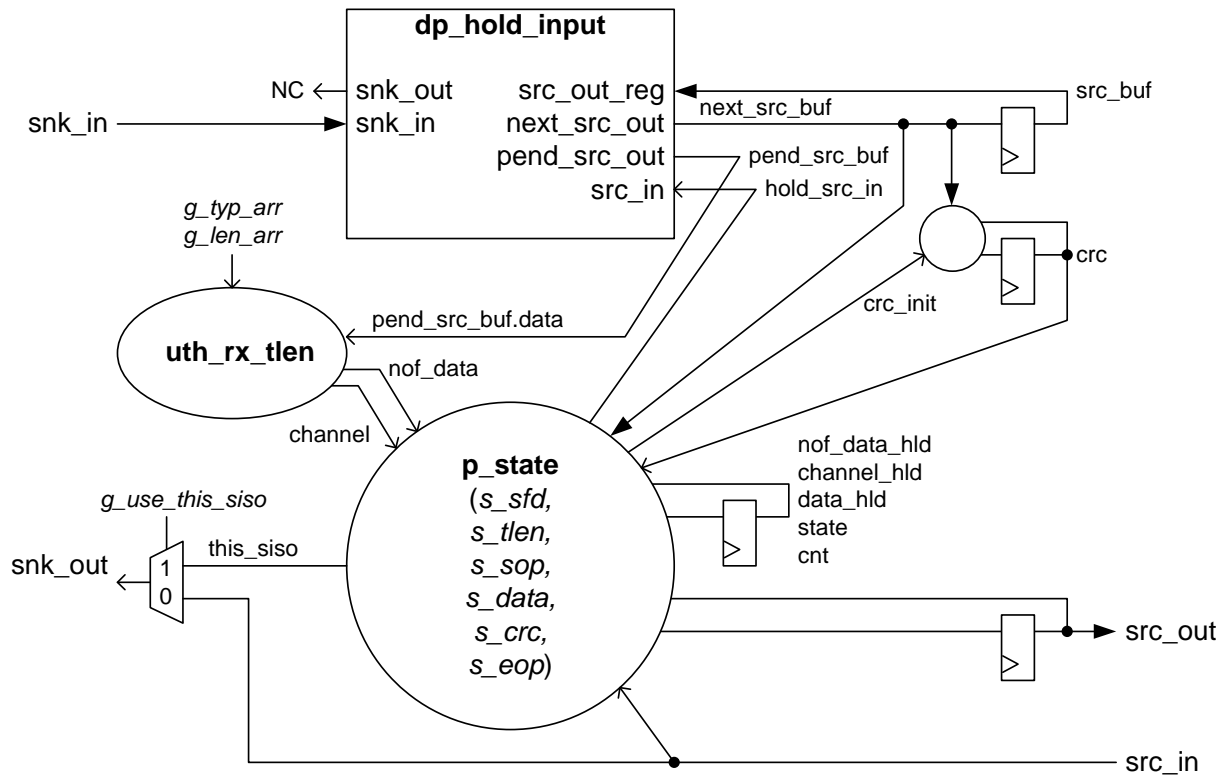 dp_hold_input
NC
snk_out
src_out_reg
src_buf
snk_in
snk_in
next_src_out
next_src_buf
pend_src_out
pend_src_buf
src_in
hold_src_in
g_typ_arr
g_len_arr
crc
crc_init
pend_src_buf.data
uth_rx_tlen
nof_data
channel
p_state
(s_sfd,
s_tlen,
s_sop,
s_data,
s_crc,
s_eop)
nof_data_hld
channel_hld
data_hld
state
cnt
g_use_this_siso
this_siso
snk_out
1
0
src_out
src_in